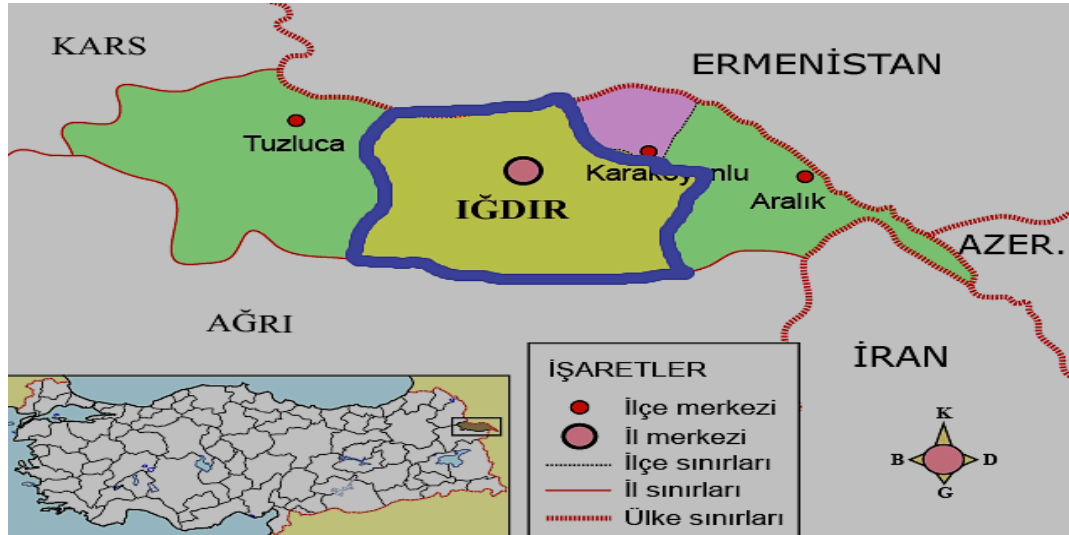 KARS
ERMENİSTAN
Tuzluca
Karakoyunlu
IĞDIR
Aralık
AZER.
AĞRI
İRAN
İŞARETLER
İlçe merkezi
İl merkezi
İlçe sınırları
İl sınırları
Ülke sınırları
K
B
D
G